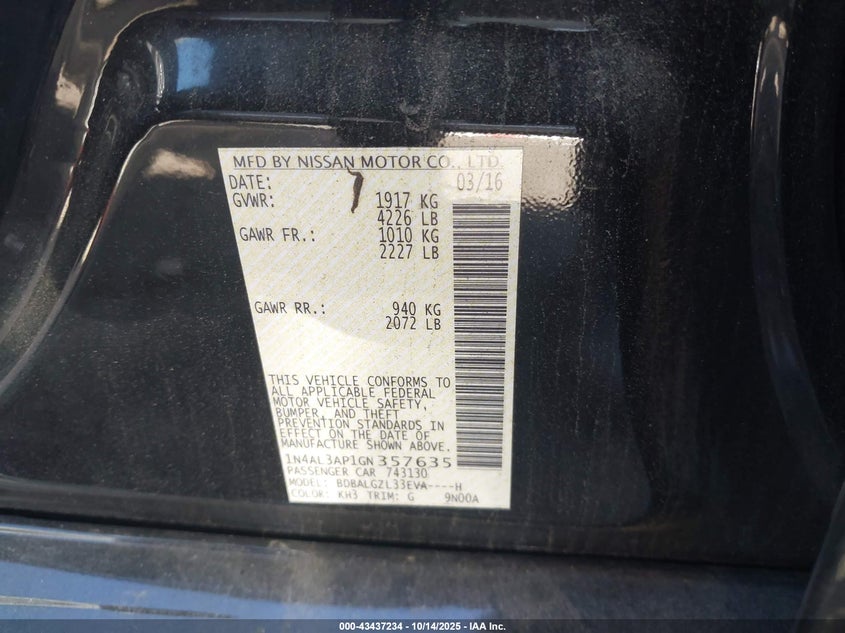 MFD BY NISSAN MOTOR CO., LTD.
DATE: 03/16
GVWR: 1917 KG
4226 LB
GAWR FR.: 1010 KG
2227 LB
GAWR RR.: 940 KG
2072 LB
THIS VEHICLE CONFORMS TO
ALL APPLICABLE FEDERAL
MOTOR VEHICLE SAFETY,
BUMPER, AND THEFT
PREVENTION STANDARDS IN
EFFECT ON THE DATE OF
MANUFACTURE SHOWN ABOVE.
1N4AL3AP1GN357635
PASSENGER CAR 743130
MODEL: BDBALGZL33EVA----H
COLOR: KH3 TRIM: G 9N00A
000-43437234 - 10/14/2025 - IAA Inc.